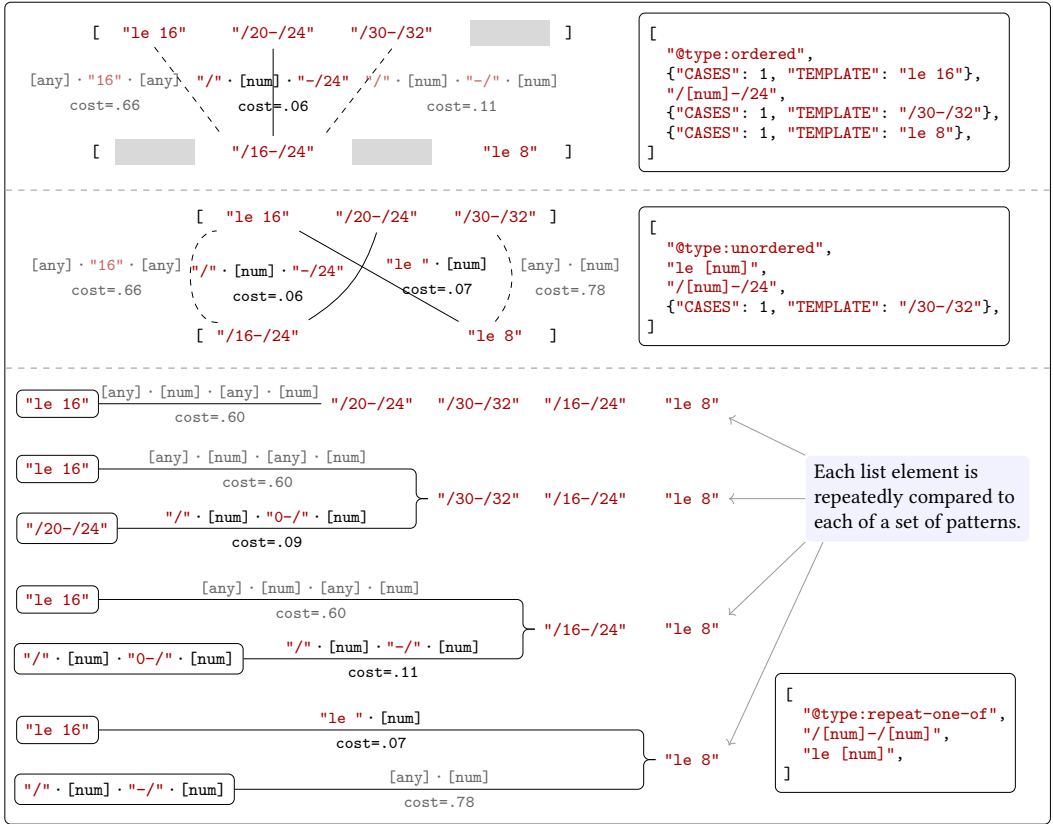 [ "le 16" "/20-/24" "/30-/32" ]
[any] · "16" · [any] "/" · [num] · "-/24" "/" · [num] · "-/" · [num]
cost=.66 cost=.06 cost=.11
[ "/16-/24" "le 8" ]
[
"@type:ordered",
{"CASES": 1, "TEMPLATE": "le 16"},
"/[num]-/24",
{"CASES": 1, "TEMPLATE": "/30-/32"},
{"CASES": 1, "TEMPLATE": "le 8"},
]
[ "le 16" "/20-/24" "/30-/32" ]
[any] · "16" · [any] "/" · [num] · "-/24" "le " · [num] [any] · [num]
cost=.66 cost=.06 cost=.07 cost=.78
[ "/16-/24" "le 8" ]
[
"@type:unordered",
"le [num]",
"/[num]-/24",
{"CASES": 1, "TEMPLATE": "/30-/32"},
]
[any] · [num] · [any] · [num]
"le 16" "/20-/24" "/30-/32" "/16-/24" "le 8"
cost=.60
[any] · [num] · [any] · [num]
"le 16"
cost=.60
"/30-/32" "/16-/24" "le 8"
"/" · [num] · "0-/" · [num]
"/20-/24"
cost=.09
Each list element is
repeatedly compared to
each of a set of patterns.
[any] · [num] · [any] · [num]
"le 16"
cost=.60
"/16-/24" "le 8"
"/" · [num] · "-/" · [num]
"/" · [num] · "0-/" · [num]
cost=.11
"le " · [num]
"le 16"
cost=.07
"le 8"
[any] · [num]
"/" · [num] · "-/" · [num]
cost=.78
[
"@type:repeat-one-of",
"/[num]-/[num]",
"le [num]",
]